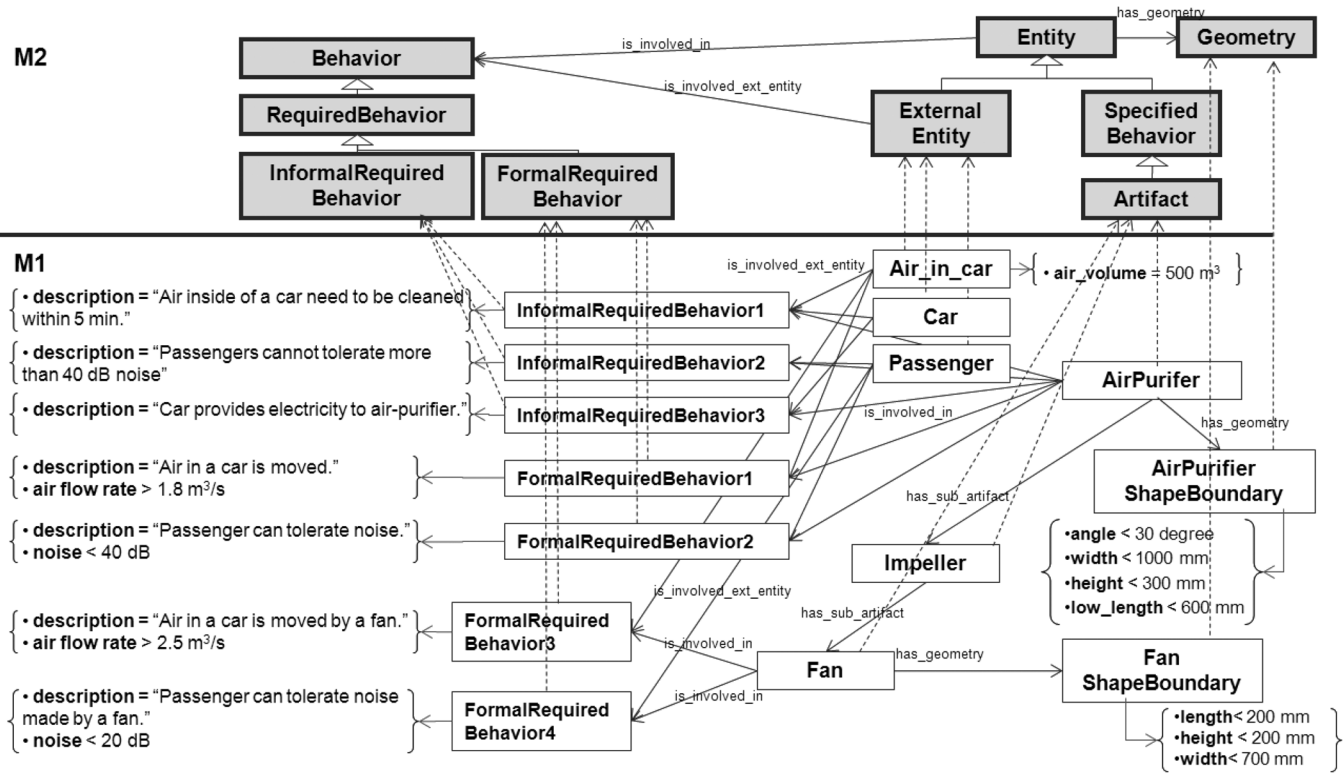 has_geometry
M2
Behavior
is_involved_in
Entity
Geometry
is_involved_ext_entity
RequiredBehavior
External
Entity
Specified
Behavior
InformalRequired
Behavior
FormalRequired
Behavior
Artifact
M1
is_involved_ext_entity
Air_in_car
• air_volume = 500 m³
• description = “Air inside of a car need to be cleaned
within 5 min.”
InformalRequiredBehavior1
Car
• description = “Passengers cannot tolerate more
than 40 dB noise”
InformalRequiredBehavior2
Passenger
AirPurifer
• description = “Car provides electricity to air-purifier.”
InformalRequiredBehavior3
is_involved_in
has_geometry
• description = “Air in a car is moved.”
• air flow rate > 1.8 m³/s
FormalRequiredBehavior1
AirPurifier
ShapeBoundary
has_sub_artifact
• description = “Passenger can tolerate noise.”
• noise < 40 dB
FormalRequiredBehavior2
Impeller
•angle < 30 degree
•width < 1000 mm
•height < 300 mm
•low_length < 600 mm
is_involved_ext_entity
has_sub_artifact
• description = “Air in a car is moved by a fan.”
• air flow rate > 2.5 m³/s
FormalRequired
Behavior3
is_involved_in
Fan
has_geometry
Fan
ShapeBoundary
is_involved_in
• description = “Passenger can tolerate noise
made by a fan.”
• noise < 20 dB
FormalRequired
Behavior4
•length< 200 mm
•height < 200 mm
•width< 700 mm